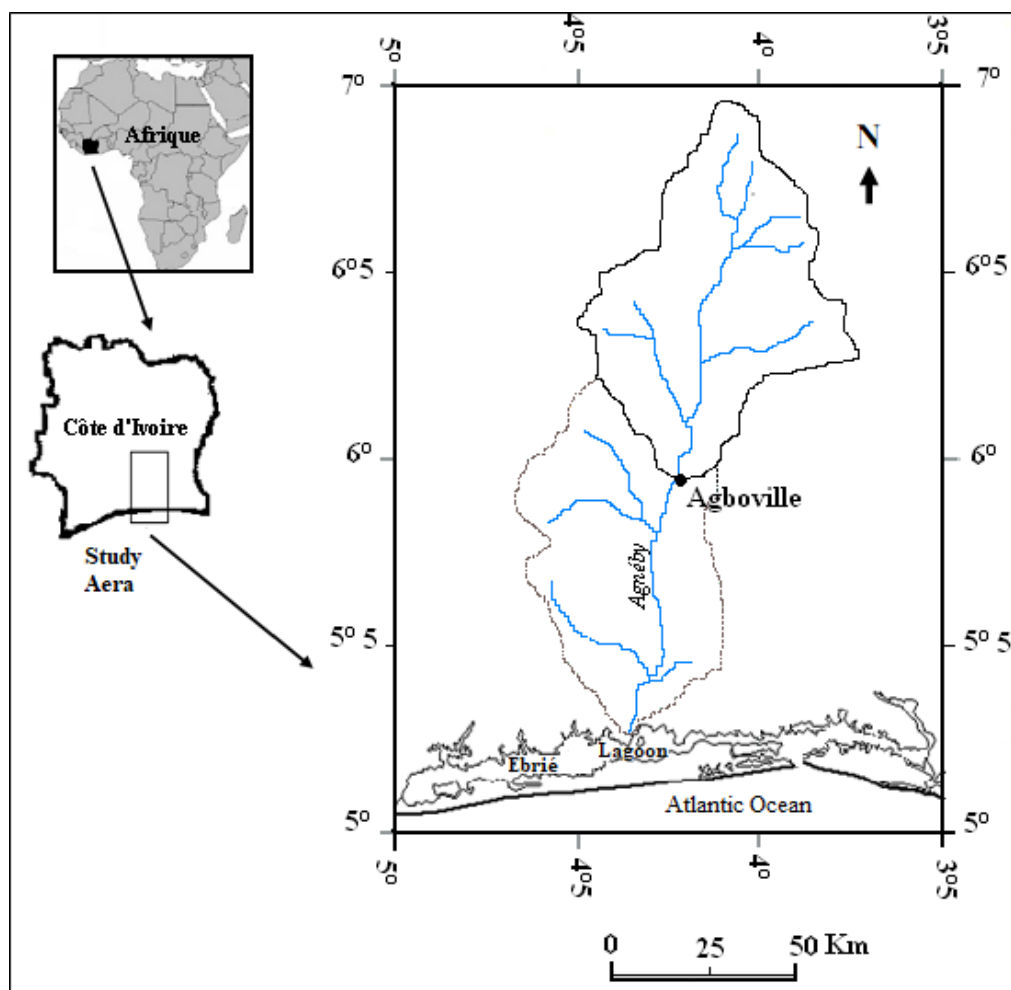 Afrique
Côte d'Ivoire
Study
Aera
5º
4º5
4º
3º5
7º
7º
N
6º5
6º5
6º
6º
Agboville
Agnéby
5º 5
5º 5
Ebrié
Lagoon
Atlantic Ocean
5º
5º
5º
4º5
4º
3º5
0 25 50 Km